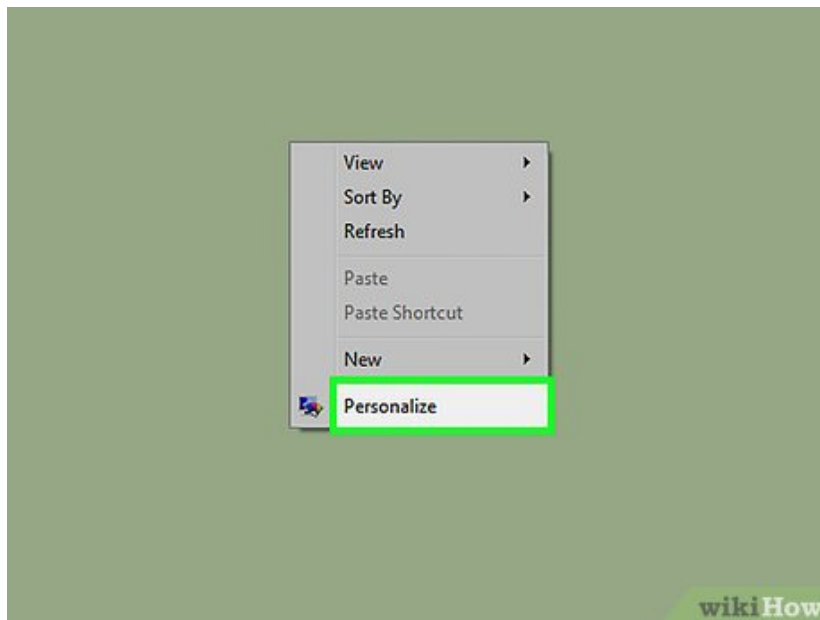 View
Sort By
Refresh
Paste
Paste Shortcut
New
Personalize
wikiHow